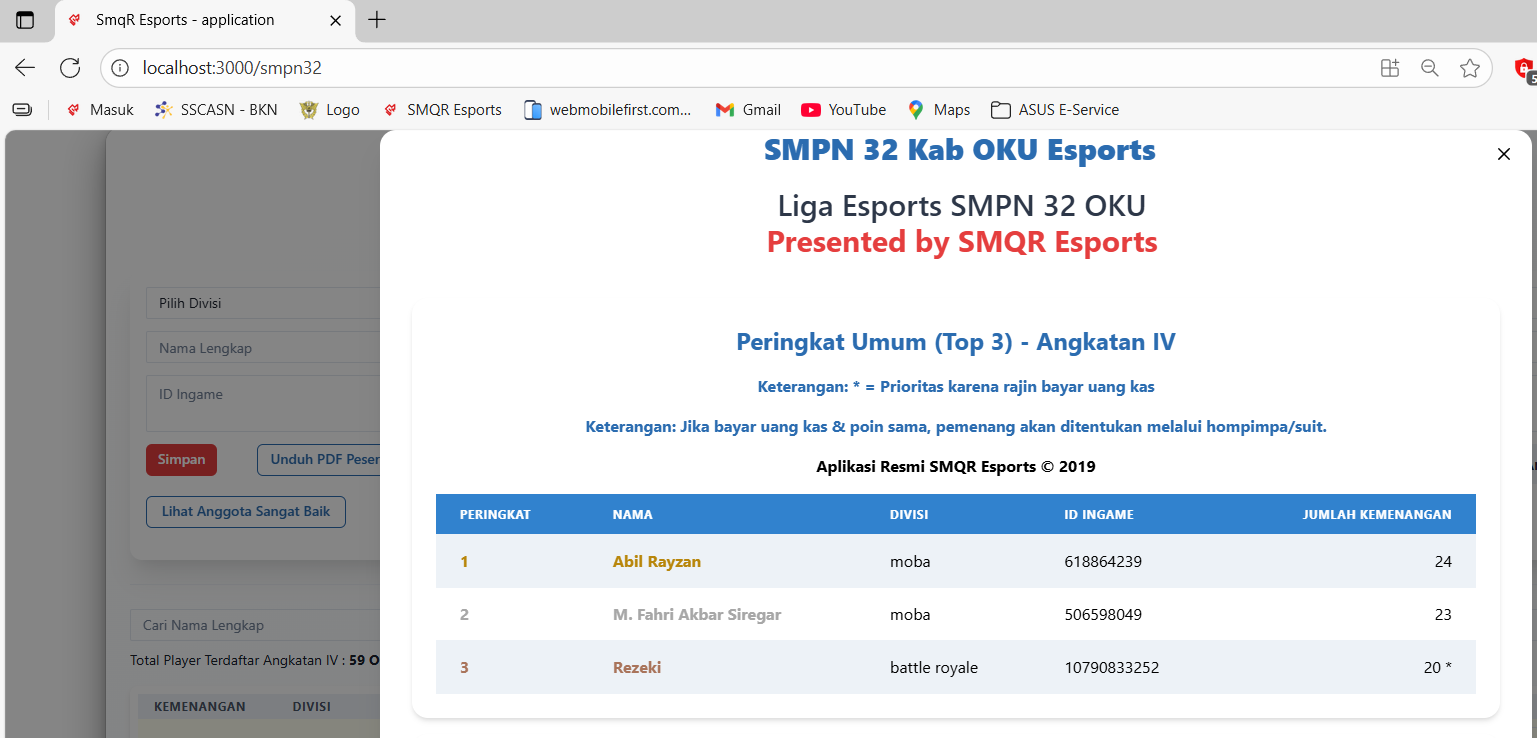 SmqR Esports - application
localhost:3000/smpn32
Masuk
SSCASN - BKN
Logo
SMQR Esports
webmobilefirst.com...
Gmail
YouTube
Maps
ASUS E-Service
SMPN 32 Kab OKU Esports
Liga Esports SMPN 32 OKU
Presented by SMQR Esports
Pilih Divisi
Nama Lengkap
ID Ingame
Simpan
Unduh PDF Peser
Lihat Anggota Sangat Baik
Cari Nama Lengkap
Total Player Terdaftar Angkatan IV : 59 O
KEMENANGAN DIVISI
Peringkat Umum (Top 3) - Angkatan IV
Keterangan: * = Prioritas karena rajin bayar uang kas
Keterangan: Jika bayar uang kas & poin sama, pemenang akan ditentukan melalui hompimpa/suit.
Aplikasi Resmi SMQR Esports © 2019
PERINGKAT NAMA DIVISI ID INGAME JUMLAH KEMENANGAN
1 Abil Rayzan moba 618864239 24
2 M. Fahri Akbar Siregar moba 506598049 23
3 Rezeki battle royale 10790833252 20 *